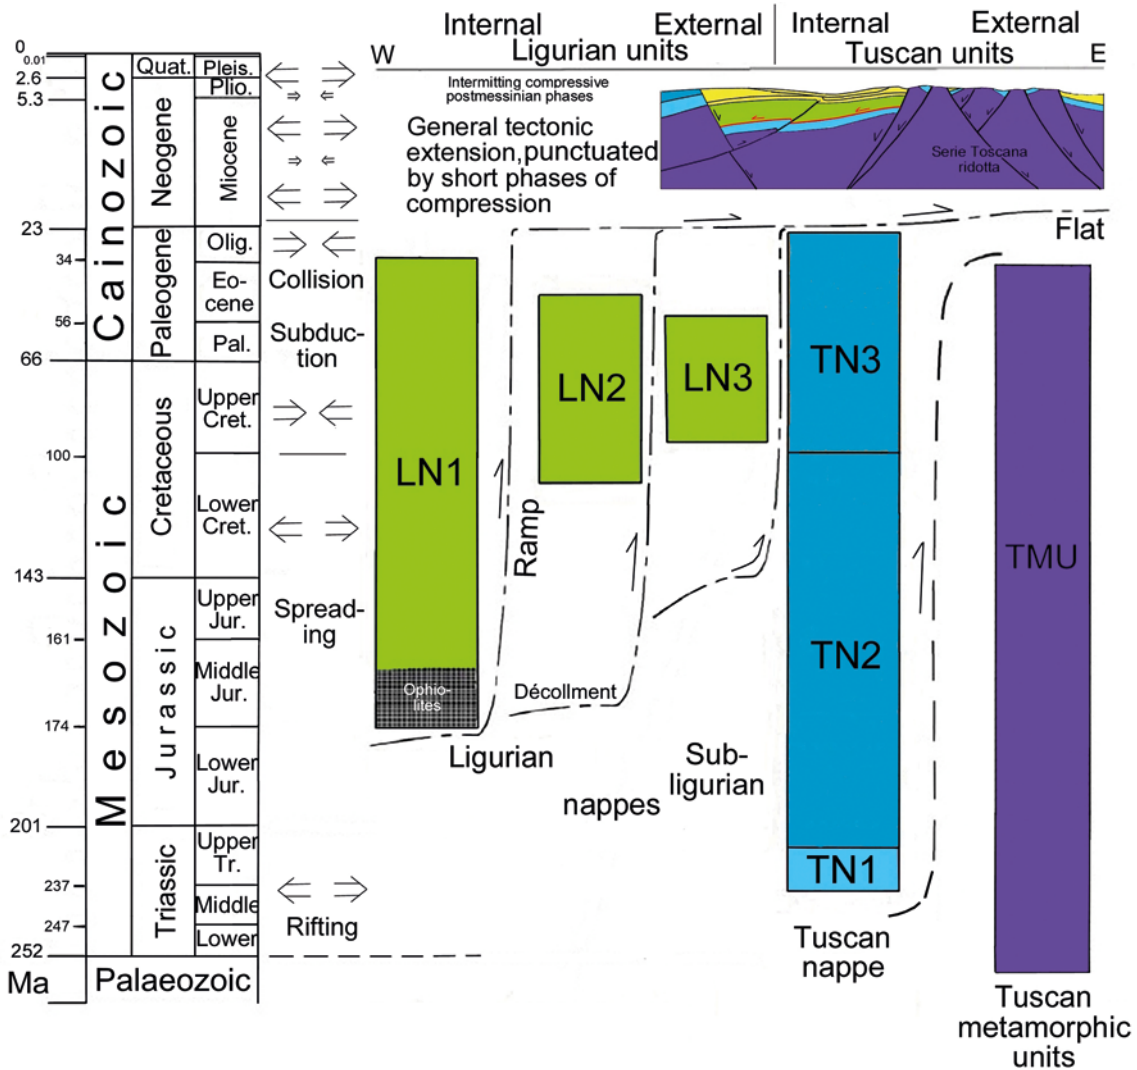 Internal
External
Internal
External
W
Ligurian units
Tuscan units
E
0
0.01
2.6
5.3
23
34
56
66
100
143
161
174
201
237
247
252
Ma
Cainozoic
Mesozoic
Palaeozoic
Quat.
Neogene
Paleogene
Cretaceous
Jurassic
Triassic
Pleis.
Plio.
Miocene
Olig.
Eo-
cene
Pal.
Upper
Cret.
Lower
Cret.
Upper
Jur.
Middle
Jur.
Lower
Jur.
Upper
Tr.
Middle
Lower
Collision
Subduc-
tion
Spread-
ing
Rifting
Intermitting compressive
postmessinian phases
General tectonic
extension, punctuated
by short phases of
compression
Serie Toscana
ridotta
Flat
LN1
Ophio-
lites
Ramp
LN2
LN3
Décollment
Ligurian
nappes
Sub-
ligurian
TN3
TN2
TN1
Tuscan
nappe
TMU
Tuscan
metamorphic
units